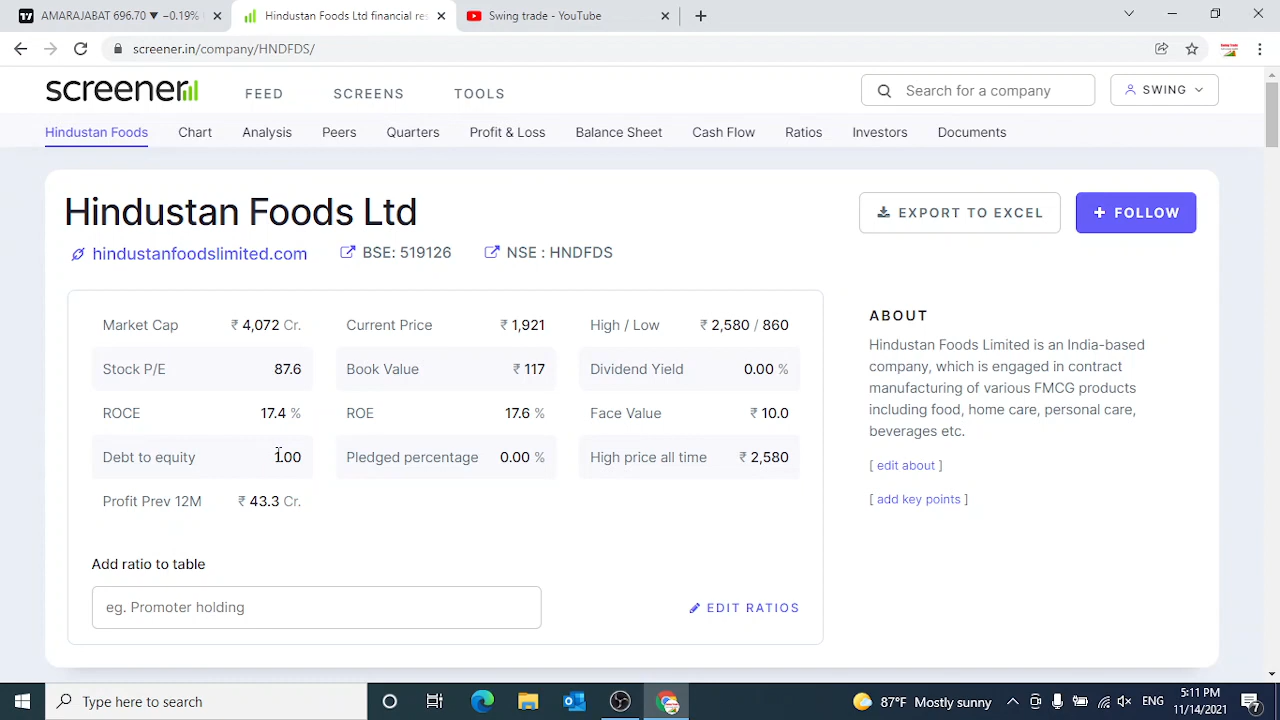 AMARAJABAT 696.70 ▼ −0.19%
Hindustan Foods Ltd financial res
Swing trade - YouTube
screener.in/company/HNDFDS/
screener
FEED
SCREENS
TOOLS
Search for a company
SWING
Hindustan Foods
Chart
Analysis
Peers
Quarters
Profit & Loss
Balance Sheet
Cash Flow
Ratios
Investors
Documents
Hindustan Foods Ltd
EXPORT TO EXCEL
+ FOLLOW
hindustanfoodslimited.com
BSE: 519126
NSE : HNDFDS
Market Cap ₹ 4,072 Cr.
Current Price ₹ 1,921
High / Low ₹ 2,580 / 860
Stock P/E 87.6
Book Value ₹ 117
Dividend Yield 0.00 %
ROCE 17.4 %
ROE 17.6 %
Face Value ₹ 10.0
Debt to equity 1.00
Pledged percentage 0.00 %
High price all time ₹ 2,580
Profit Prev 12M ₹ 43.3 Cr.
Add ratio to table
eg. Promoter holding
EDIT RATIOS
ABOUT
Hindustan Foods Limited is an India-based
company, which is engaged in contract
manufacturing of various FMCG products
including food, home care, personal care,
beverages etc.
[ edit about ]
[ add key points ]
Type here to search
87°F Mostly sunny
ENG
5:11 PM
11/14/2021
7